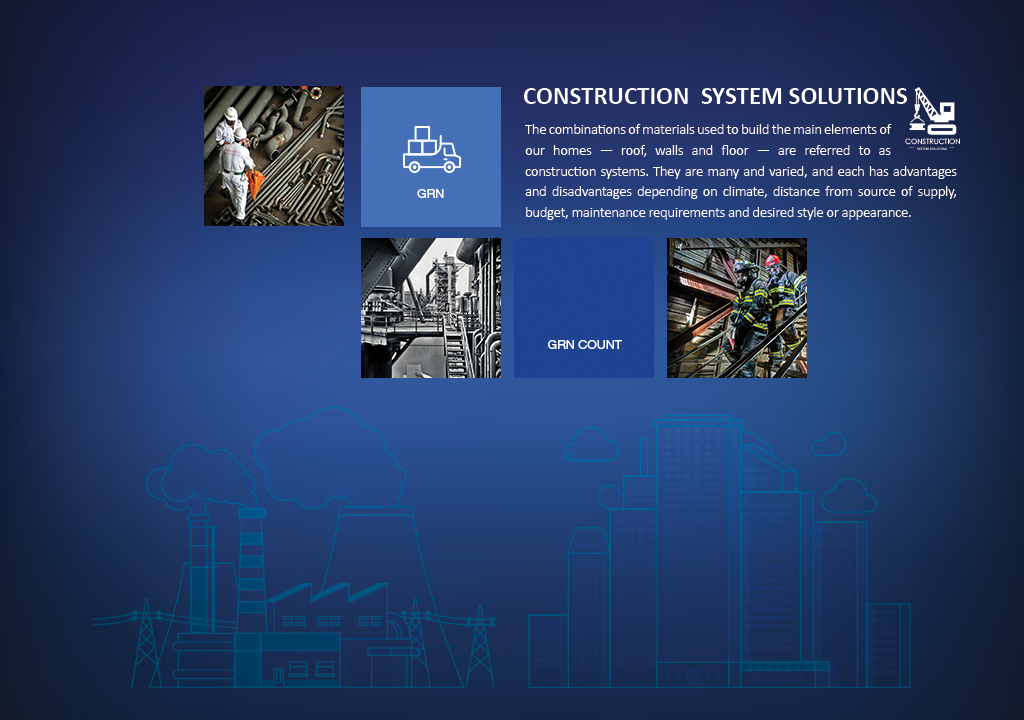 CONSTRUCTION SYSTEM SOLUTIONS
The combinations of materials used to build the main elements of
our homes — roof, walls and floor — are referred to as
construction systems. They are many and varied, and each has advantages
and disadvantages depending on climate, distance from source of supply,
budget, maintenance requirements and desired style or appearance.
CONSTRUCTION
SYSTEM SOLUTIONS
GRN
GRN COUNT